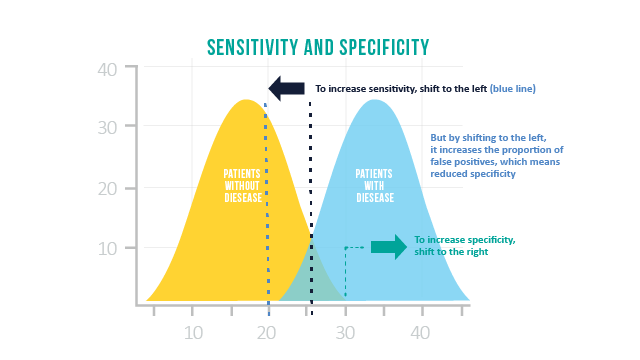 SENSITIVITY AND SPECIFICITY
40
To increase sensitivity, shift to the left (blue line)
30
But by shifting to the left,
it increases the proportion of
false positives, which means
reduced specificity
PATIENTS
WITHOUT
DIESEASE
PATIENTS
WITH
DIESEASE
20
10
To increase specificity,
shift to the right
10
20
30
40